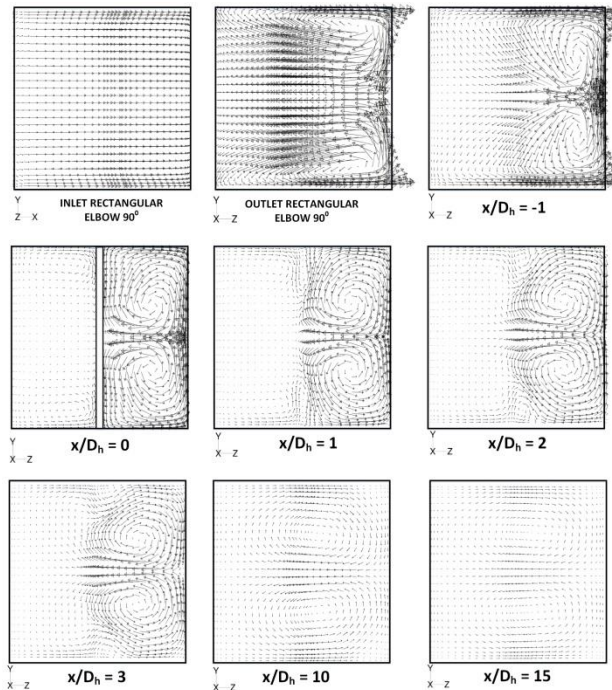 Y
Z X
INLET RECTANGULAR
ELBOW 90⁰
Y
X Z
OUTLET RECTANGULAR
ELBOW 90⁰
Y
X Z
x/Dₕ = -1
Y
X Z
x/Dₕ = 0
Y
X Z
x/Dₕ = 1
Y
X Z
x/Dₕ = 2
Y
X Z
x/Dₕ = 3
Y
X Z
x/Dₕ = 10
Y
X Z
x/Dₕ = 15